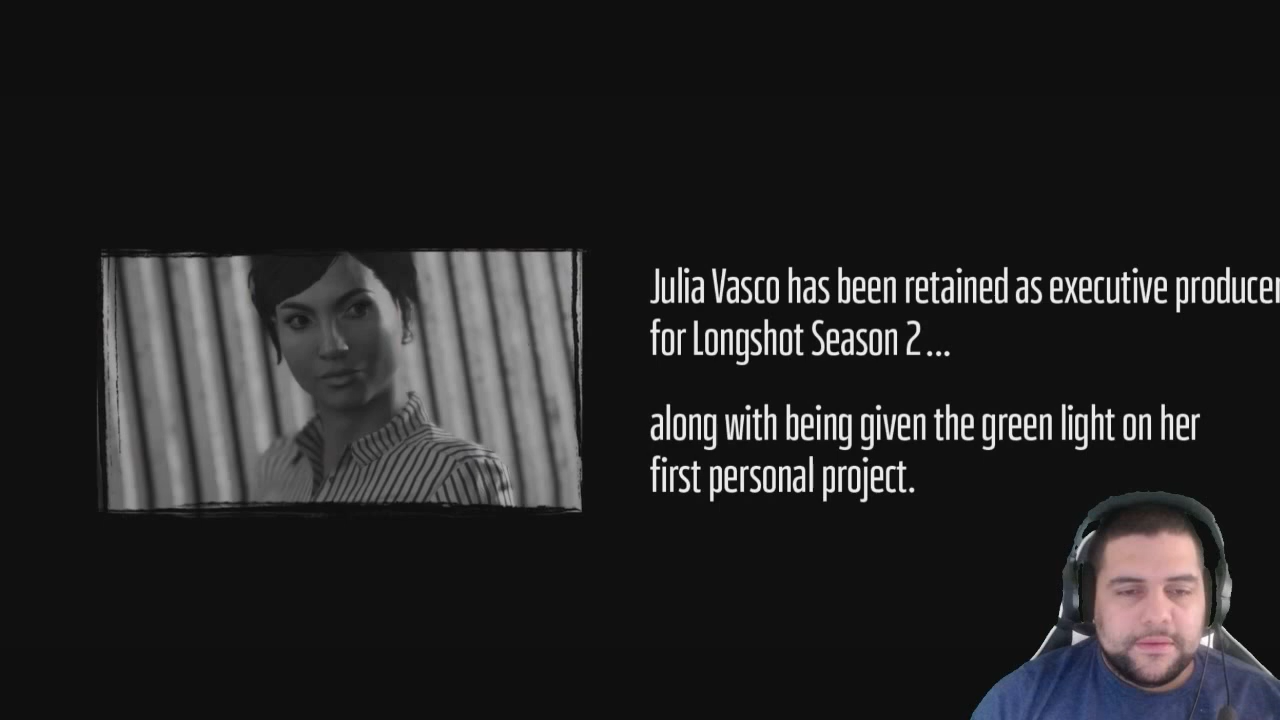 Julia Vasco has been retained as executive producer
for Longshot Season 2...
along with being given the green light on her
first personal project.